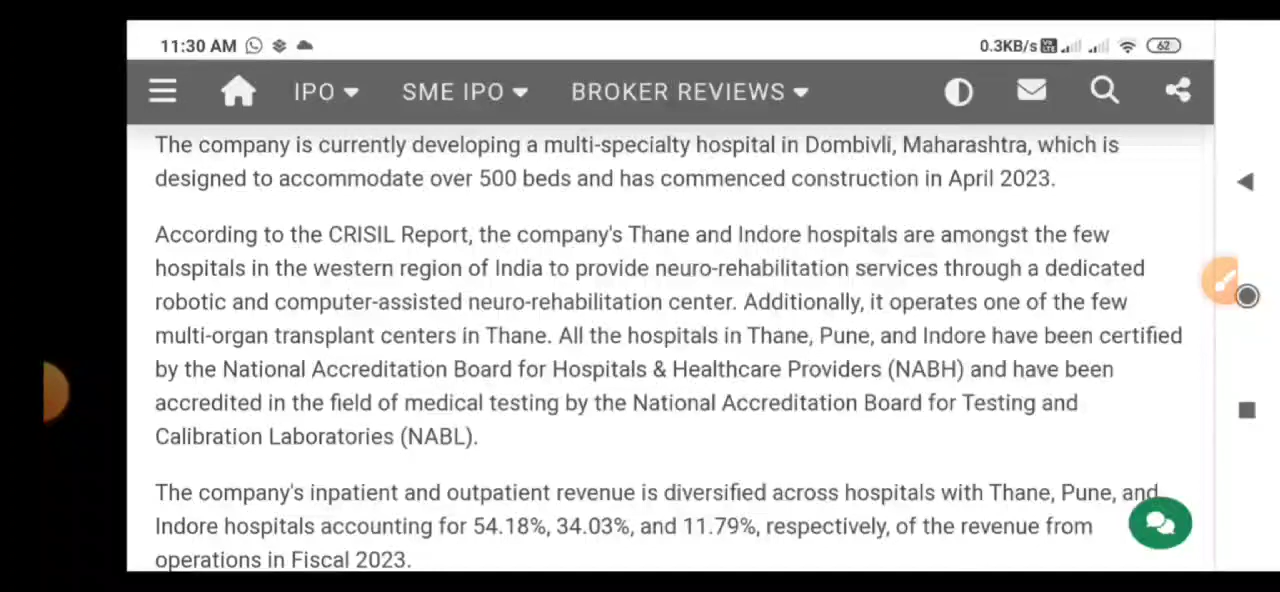 11:30 AM
0.3KB/s
62
IPO SME IPO BROKER REVIEWS
The company is currently developing a multi-specialty hospital in Dombivli, Maharashtra, which is
designed to accommodate over 500 beds and has commenced construction in April 2023.
According to the CRISIL Report, the company's Thane and Indore hospitals are amongst the few
hospitals in the western region of India to provide neuro-rehabilitation services through a dedicated
robotic and computer-assisted neuro-rehabilitation center. Additionally, it operates one of the few
multi-organ transplant centers in Thane. All the hospitals in Thane, Pune, and Indore have been certified
by the National Accreditation Board for Hospitals & Healthcare Providers (NABH) and have been
accredited in the field of medical testing by the National Accreditation Board for Testing and
Calibration Laboratories (NABL).
The company's inpatient and outpatient revenue is diversified across hospitals with Thane, Pune, and
Indore hospitals accounting for 54.18%, 34.03%, and 11.79%, respectively, of the revenue from
operations in Fiscal 2023.